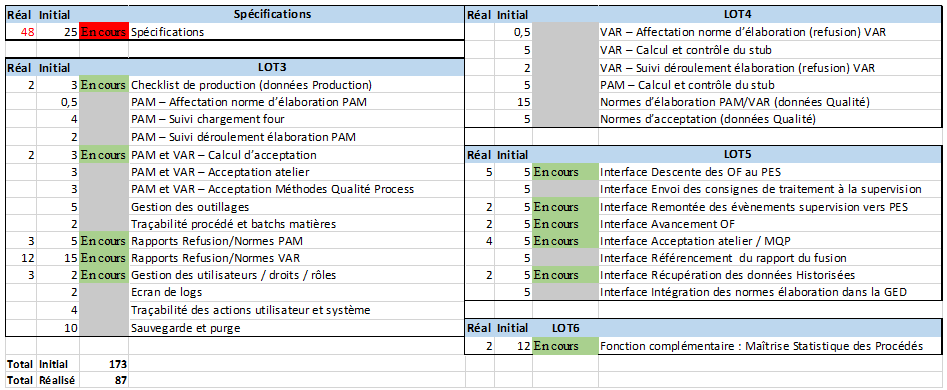 Réal Initial Spécifications
48 25 En cours Spécifications
Réal Initial LOT3
2 3 En cours Checklist de production (données Production)
0,5 PAM – Affectation norme d'élaboration PAM
4 PAM – Suivi chargement four
2 PAM – Suivi déroulement élaboration PAM
2 3 En cours PAM et VAR – Calcul d'acceptation
3 PAM et VAR – Acceptation atelier
3 PAM et VAR – Acceptation Méthodes Qualité Process
5 Gestion des outillages
2 Traçabilité procédé et batchs matières
3 5 En cours Rapports Refusion/Normes PAM
12 15 En cours Rapports Refusion/Normes VAR
3 2 En cours Gestion des utilisateurs / droits / rôles
2 Ecran de logs
4 Traçabilité des actions utilisateur et système
10 Sauvegarde et purge
Total Initial 173
Total Réalisé 87
Réal Initial LOT4
0,5 VAR – Affectation norme d'élaboration (refusion) VAR
5 VAR – Calcul et contrôle du stub
2 VAR – Suivi déroulement élaboration (refusion) VAR
5 PAM – Calcul et contrôle du stub
15 Normes d'élaboration PAM/VAR (données Qualité)
5 Normes d'acceptation (données Qualité)
Réal Initial LOT5
5 5 En cours Interface Descente des OF au PES
5 Interface Envoi des consignes de traitement à la supervision
2 5 En cours Interface Remontée des évènements supervision vers PES
2 5 En cours Interface Avancement OF
4 5 En cours Interface Acceptation atelier / MQP
5 Interface Référencement du rapport du fusion
2 5 En cours Interface Récupération des données Historisées
5 Interface Intégration des normes élaboration dans la GED
Réal Initial LOT6
2 12 En cours Fonction complémentaire : Maîtrise Statistique des Procédés